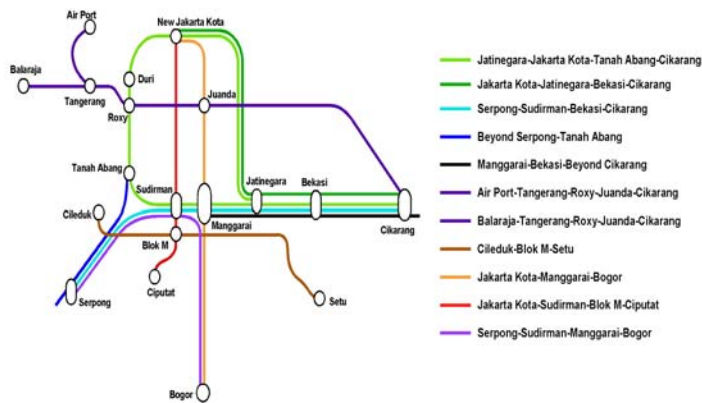 Air Port
New Jakarta Kota
Balaraja
Duri
Tangerang
Juanda
Roxy
Tanah Abang
Sudirman
Jatinegara
Bekasi
Cileduk
Manggarai
Cikarang
Blok M
Ciputat
Serpong
Setu
Bogor
Jatinegara-Jakarta Kota-Tanah Abang-Cikarang
Jakarta Kota-Jatinegara-Bekasi-Cikarang
Serpong-Sudirman-Bekasi-Cikarang
Beyond Serpong-Tanah Abang
Manggarai-Bekasi-Beyond Cikarang
Air Port-Tangerang-Roxy-Juanda-Cikarang
Balaraja-Tangerang-Roxy-Juanda-Cikarang
Cileduk-Blok M-Setu
Jakarta Kota-Manggarai-Bogor
Jakarta Kota-Sudirman-Blok M-Ciputat
Serpong-Sudirman-Manggarai-Bogor